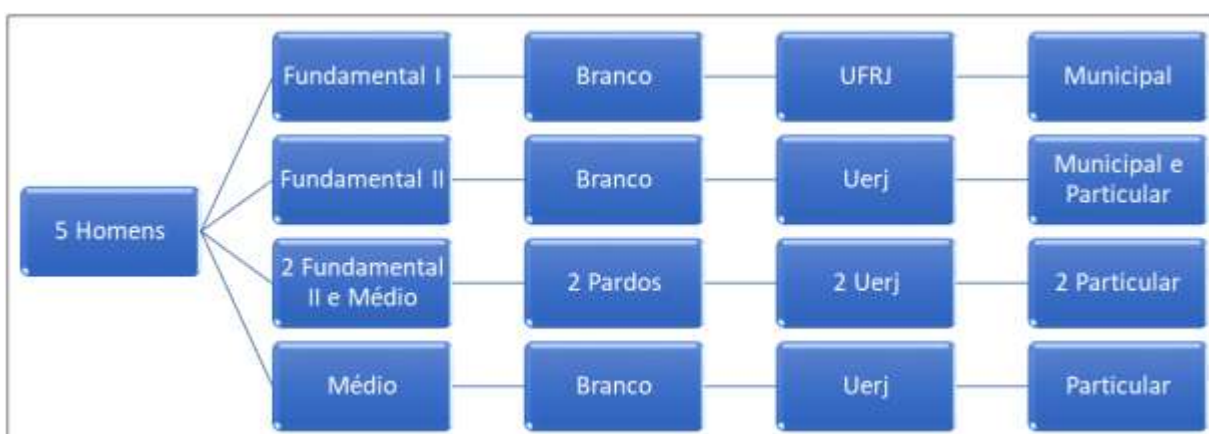 5 Homens
Fundamental I
Branco
UFRJ
Municipal
Fundamental II
Branco
Uerj
Municipal e
Particular
2 Fundamental
II e Médio
2 Pardos
2 Uerj
2 Particular
Médio
Branco
Uerj
Particular